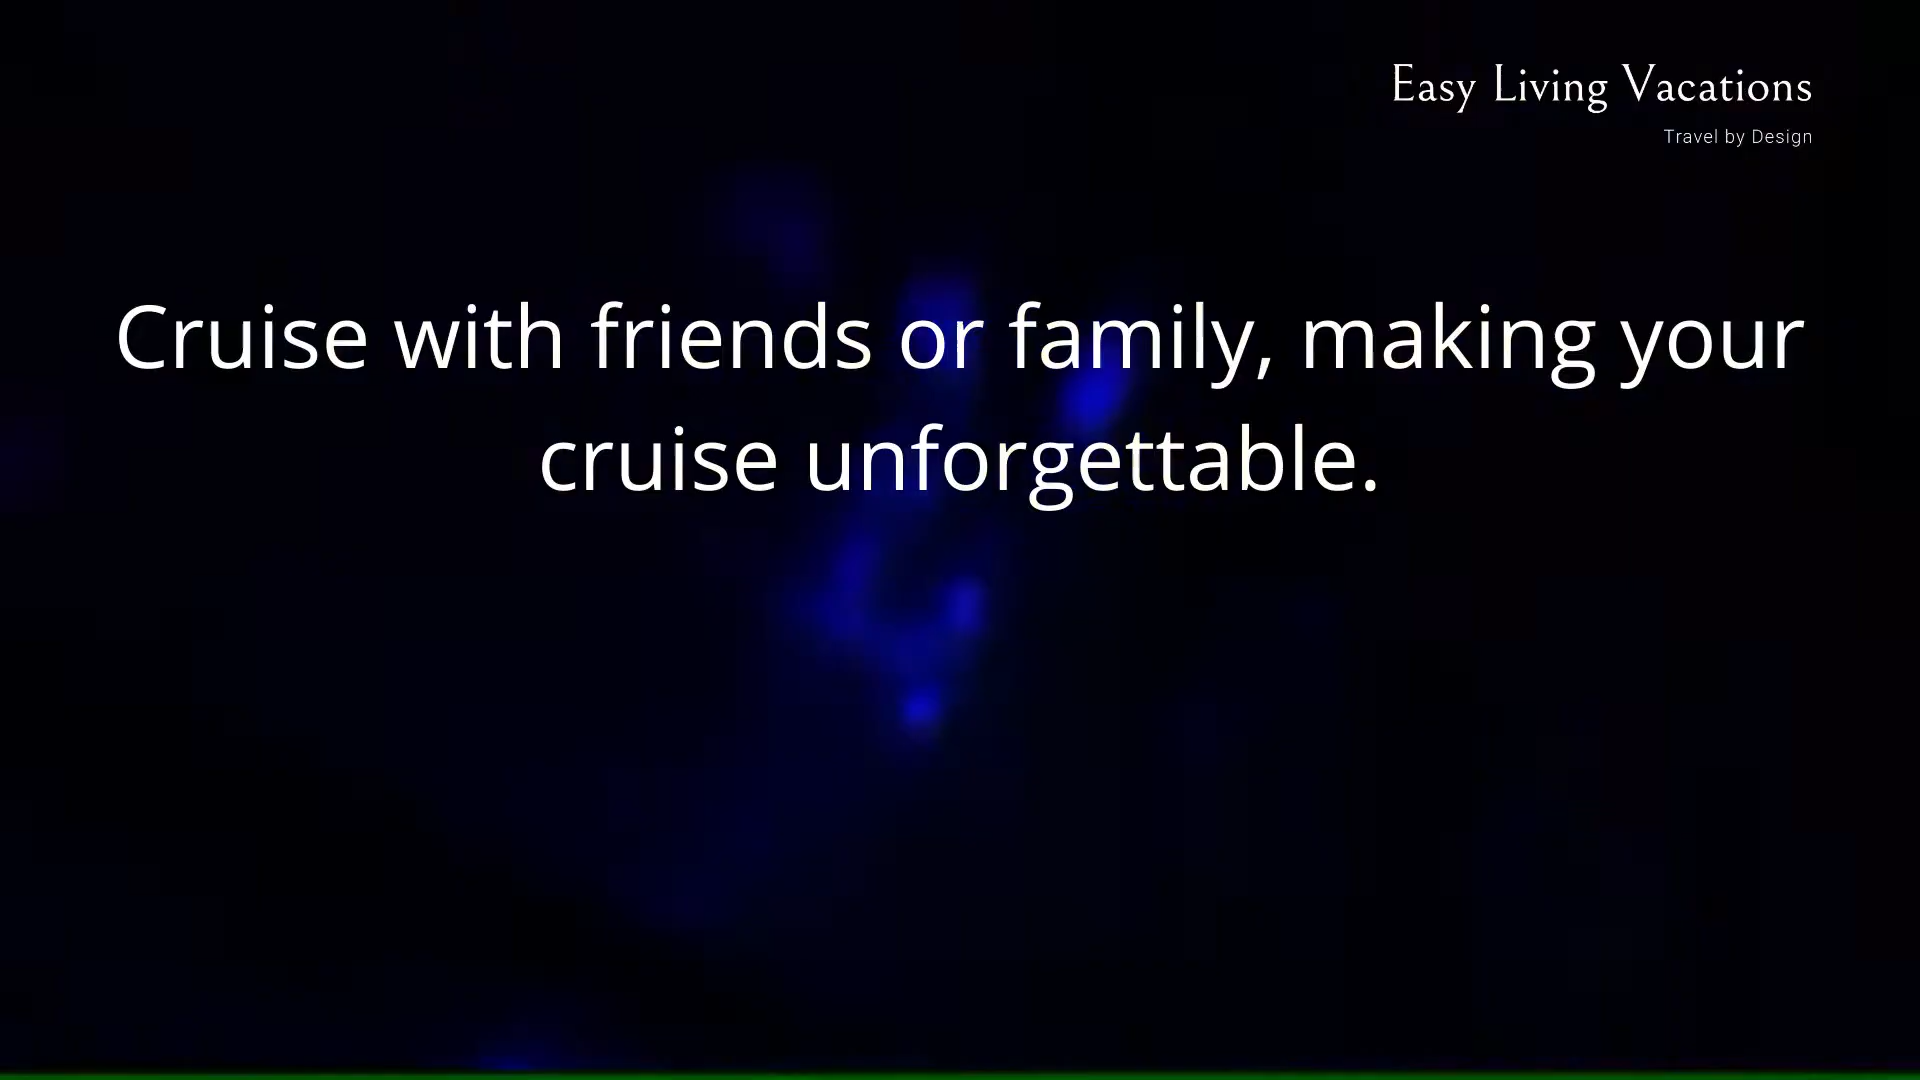 Easy Living Vacations
Travel by Design
Cruise with friends or family, making your
cruise unforgettable.